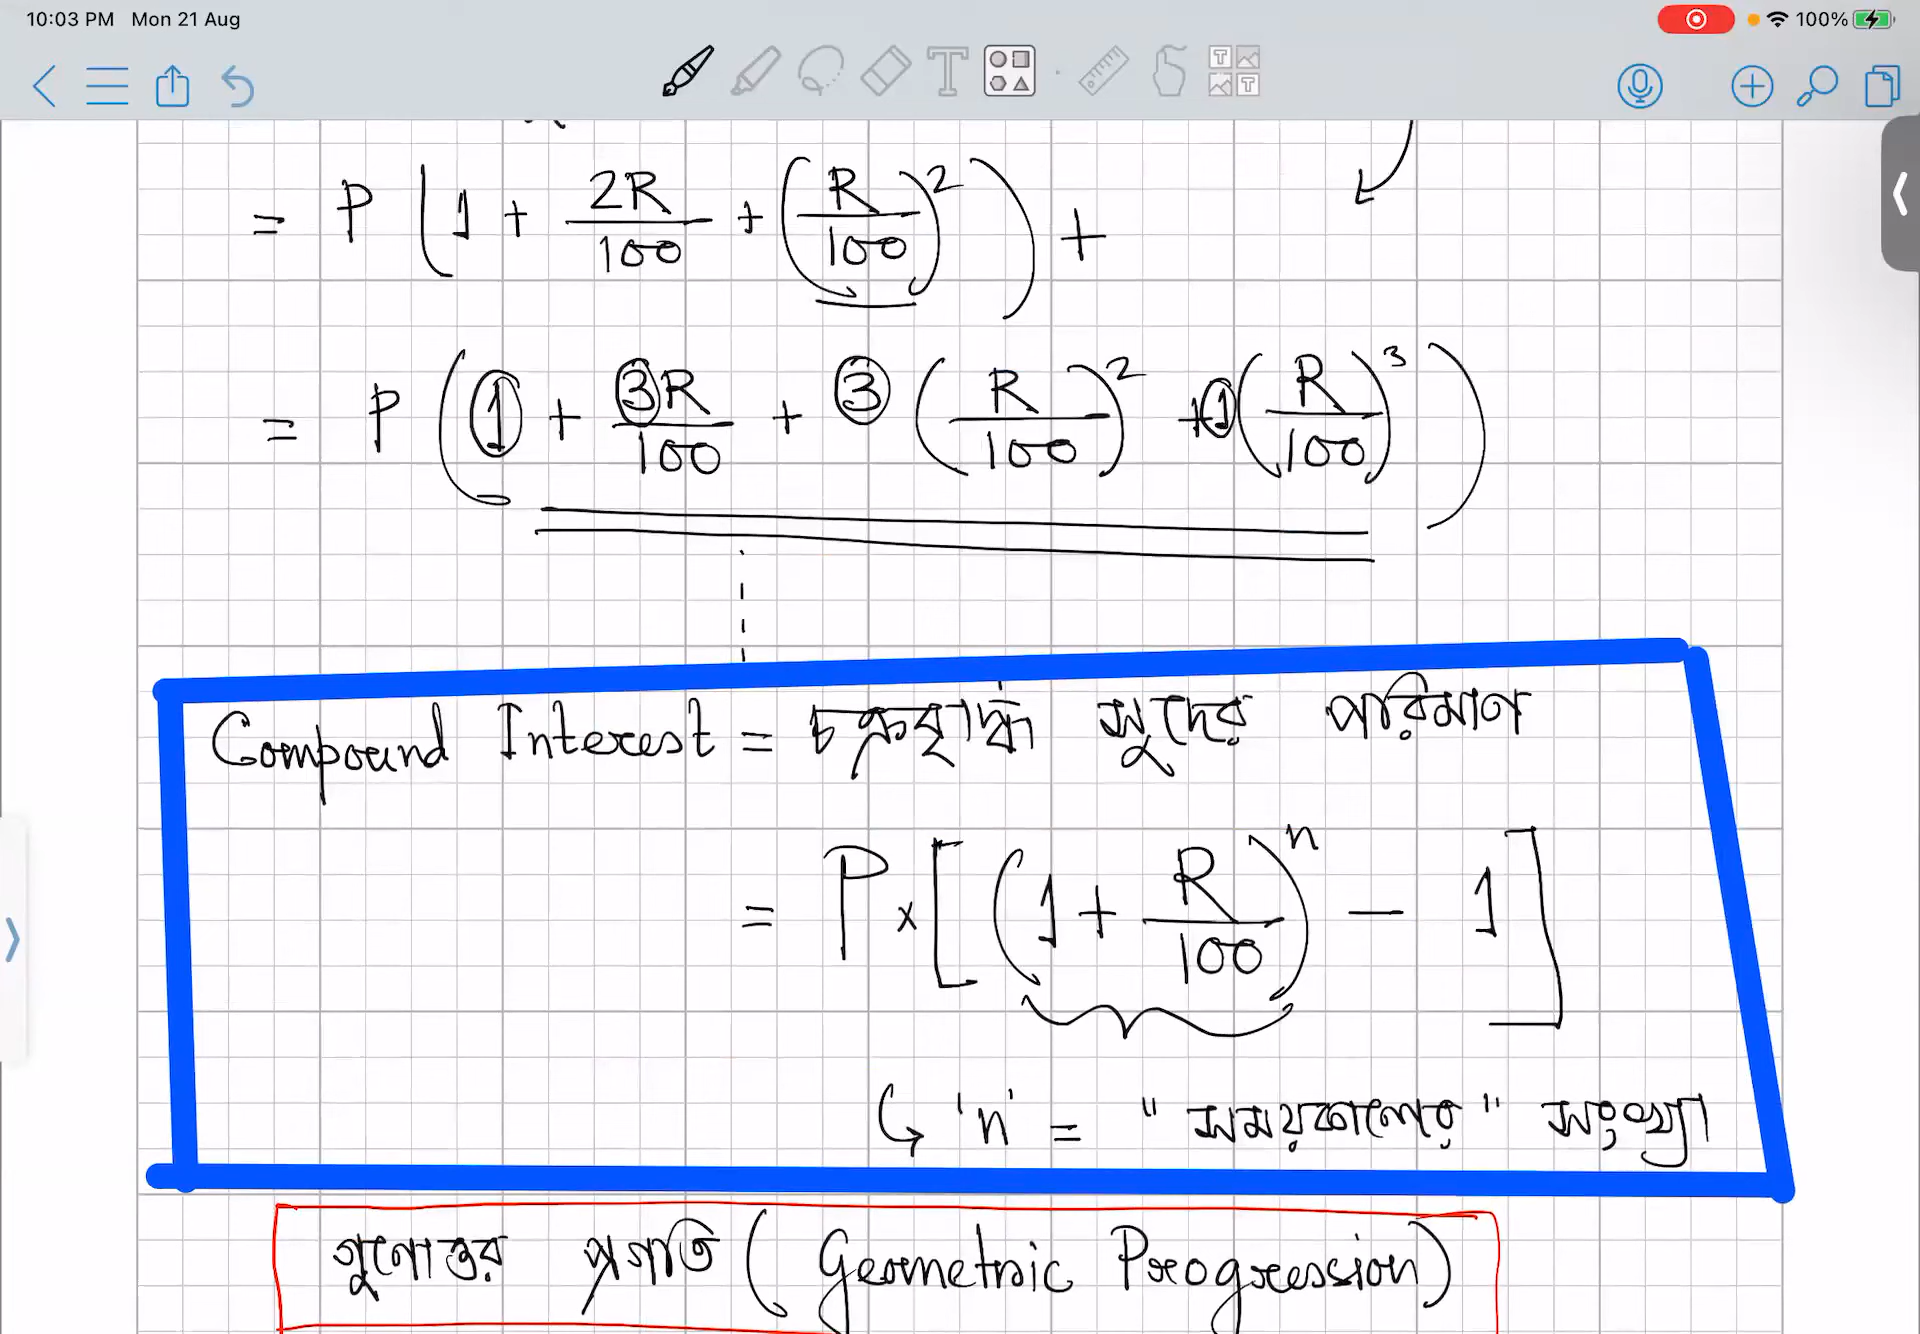 10:03 PM Mon 21 Aug 100%
= P (1 + 2R/100 + (R/100)^2) +
= P (1 + 3R/100 + 3 (R/100)^2 + 1 (R/100)^3)
Compound Interest = চক্রবৃদ্ধি সুদের পরিমাণ
= P × [(1 + R/100)^n − 1]
↳ 'n' = "সময়কালের" সংখ্যা
গুণোত্তর প্রগতি (Geometric Progression)